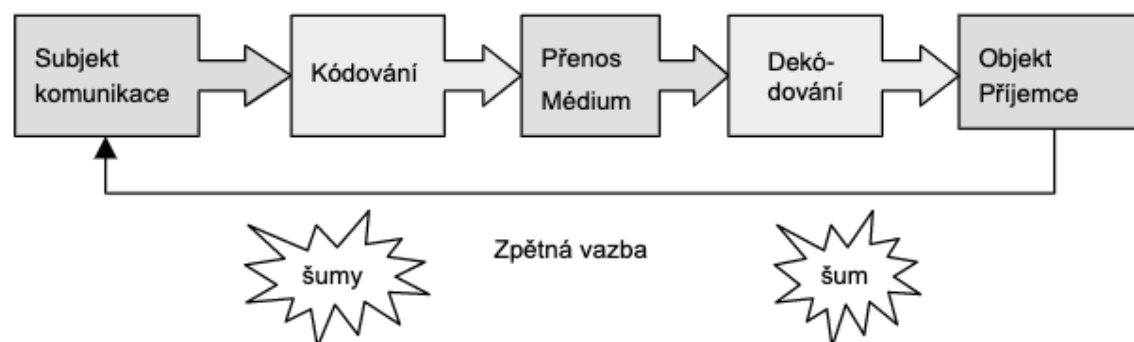 Subjekt
komunikace
Kódování
Přenos
Médium
Dekó-
dování
Objekt
Příjemce
Zpětná vazba
šumy
šum